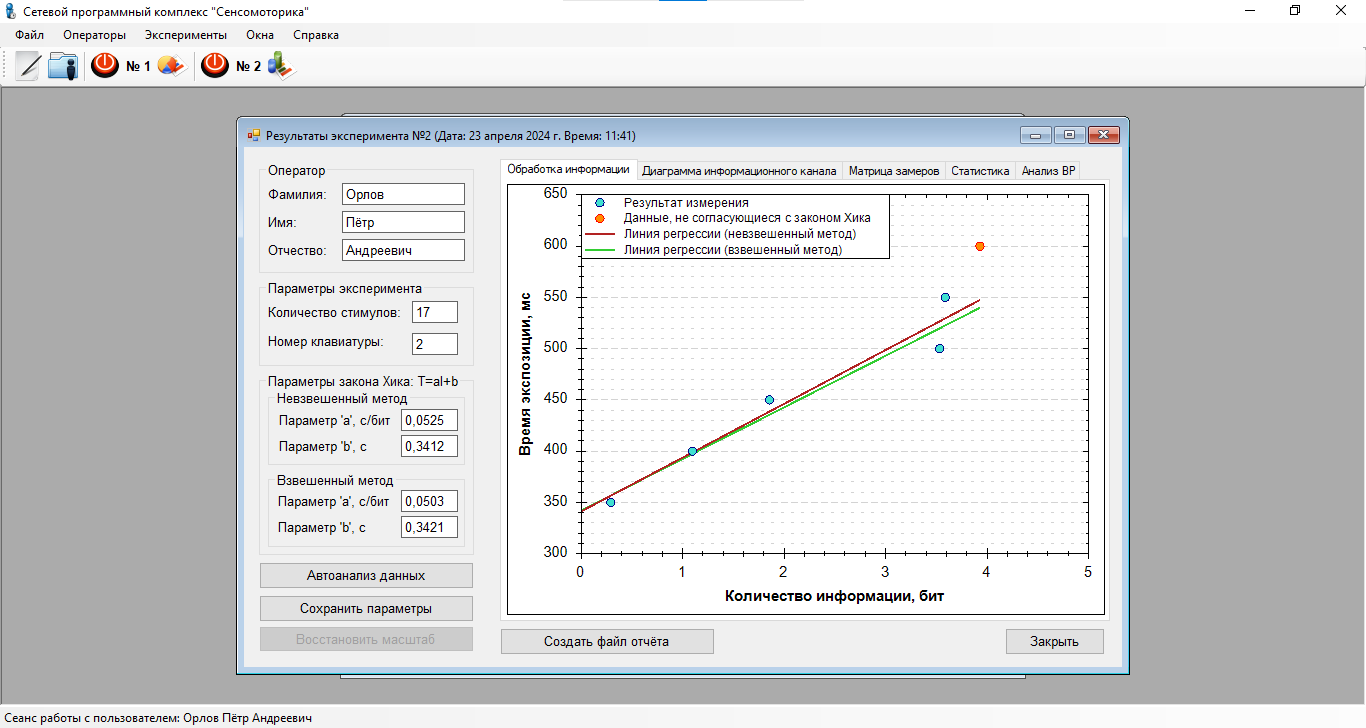 Сетевой программный комплекс "Сенсомоторика"
Файл Операторы Эксперименты Окна Справка
№ 1 № 2
Результаты эксперимента №2 (Дата: 23 апреля 2024 г. Время: 11:41)
Оператор
Фамилия: Орлов
Имя: Пётр
Отчество: Андреевич
Параметры эксперимента
Количество стимулов: 17
Номер клавиатуры: 2
Параметры закона Хика: T=aI+b
Невзвешенный метод
Параметр 'a', с/бит 0,0525
Параметр 'b', с 0,3412
Взвешенный метод
Параметр 'a', с/бит 0,0503
Параметр 'b', с 0,3421
Автоанализ данных
Сохранить параметры
Восстановить масштаб
Обработка информации Диаграмма информационного канала Матрица замеров Статистика Анализ ВР
Результат измерения
Данные, не согласующиеся с законом Хика
Линия регрессии (невзвешенный метод)
Линия регрессии (взвешенный метод)
Время экспозиции, мс
650
600
550
500
450
400
350
300
0 1 2 3 4 5
Количество информации, бит
Создать файл отчёта Закрыть
Сеанс работы с пользователем: Орлов Пётр Андреевич